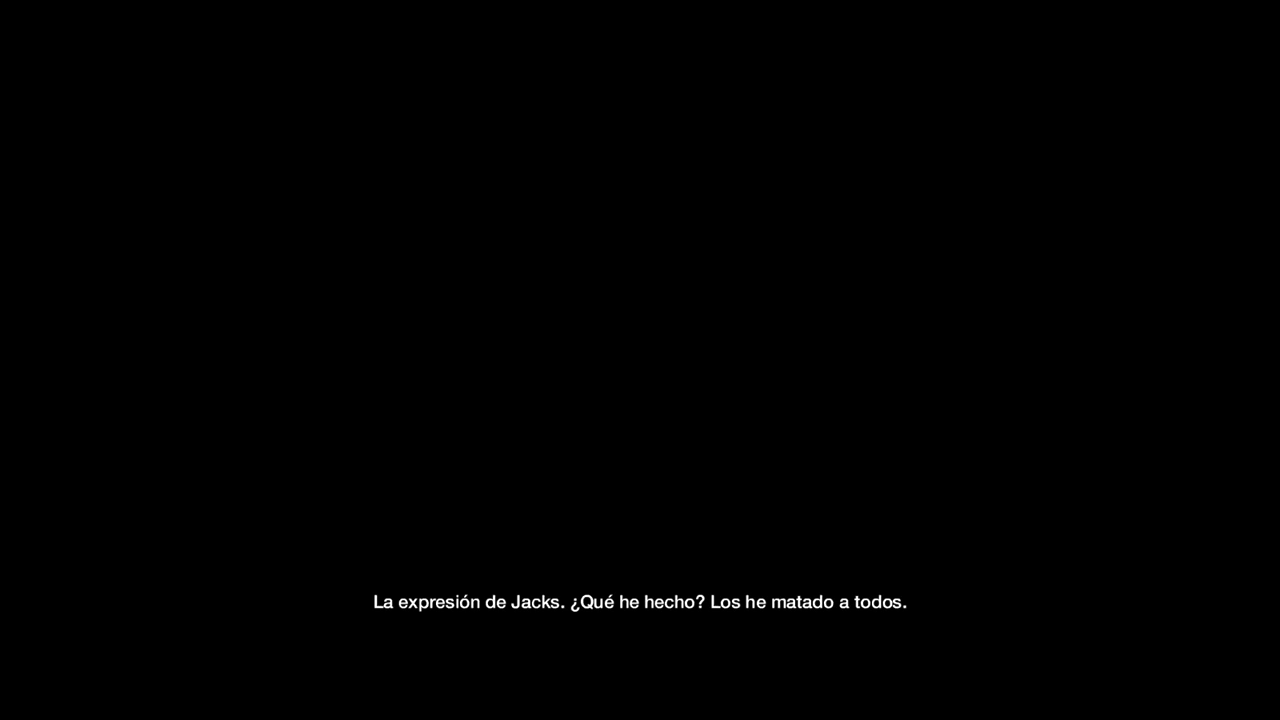 La expresión de Jacks. ¿Qué he hecho? Los he matado a todos.